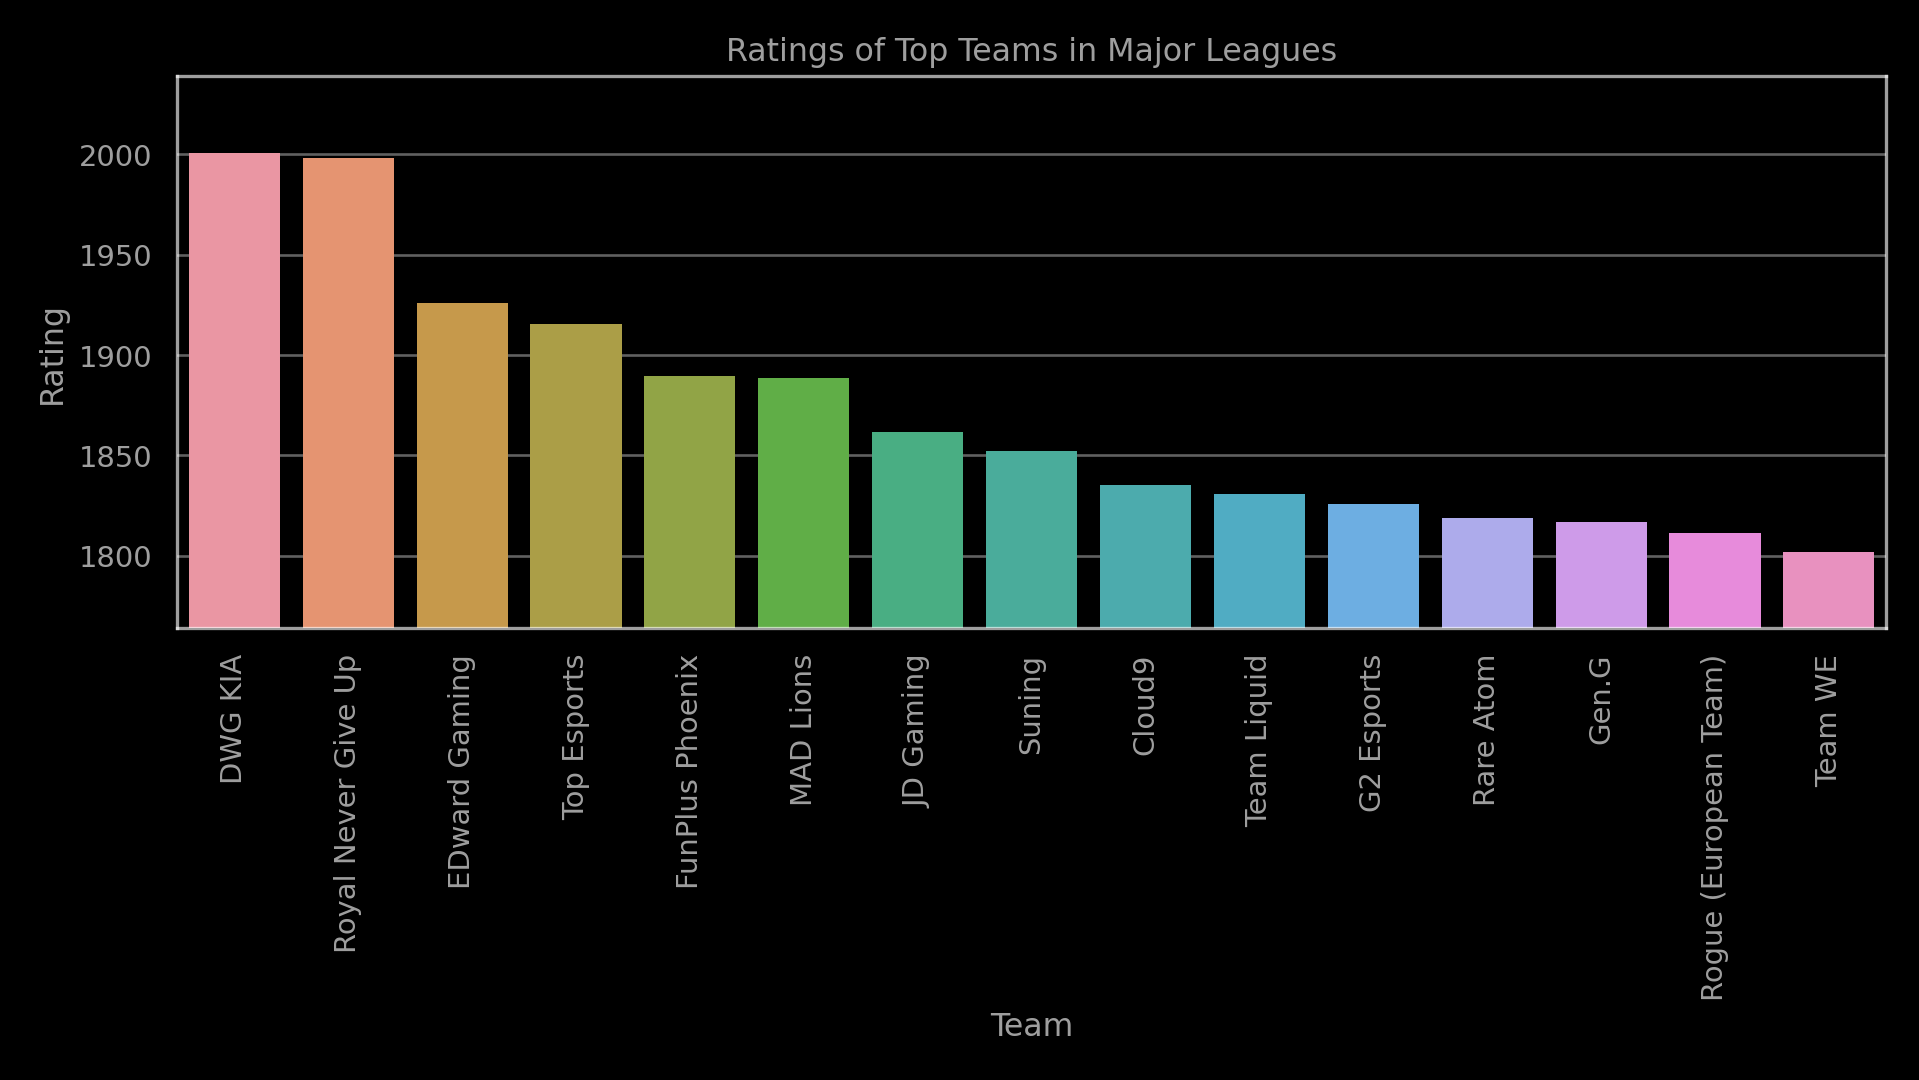 Ratings of Top Teams in Major Leagues
Rating
2000
1950
1900
1850
1800
DWG KIA
Royal Never Give Up
EDward Gaming
Top Esports
FunPlus Phoenix
MAD Lions
JD Gaming
Suning
Cloud9
Team Liquid
G2 Esports
Rare Atom
Gen.G
Rogue (European Team)
Team WE
Team